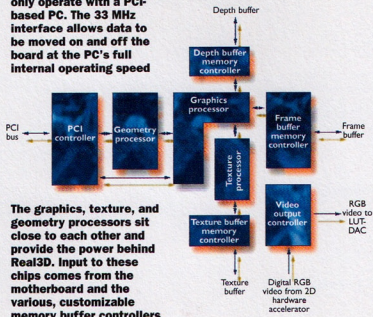 only operate with a PCI-
based PC. The 33 MHz
interface allows data to
be moved on and off the
board at the PC's full
internal operating speed
Depth buffer
Depth buffer
memory
controller
Graphics
processor
PCI
bus
PCI
controller
Geometry
processor
Frame
buffer
memory
controller
Frame
buffer
Texture
processor
Texture buffer
memory
controller
Video
output
controller
RGB
video to
LUT-
DAC
Texture
buffer
Digital RGB
video from 2D
hardware
accelerator
The graphics, texture, and
geometry processors sit
close to each other and
provide the power behind
Real3D. Input to these
chips comes from the
motherboard and the
various, customizable
memory buffer controllers